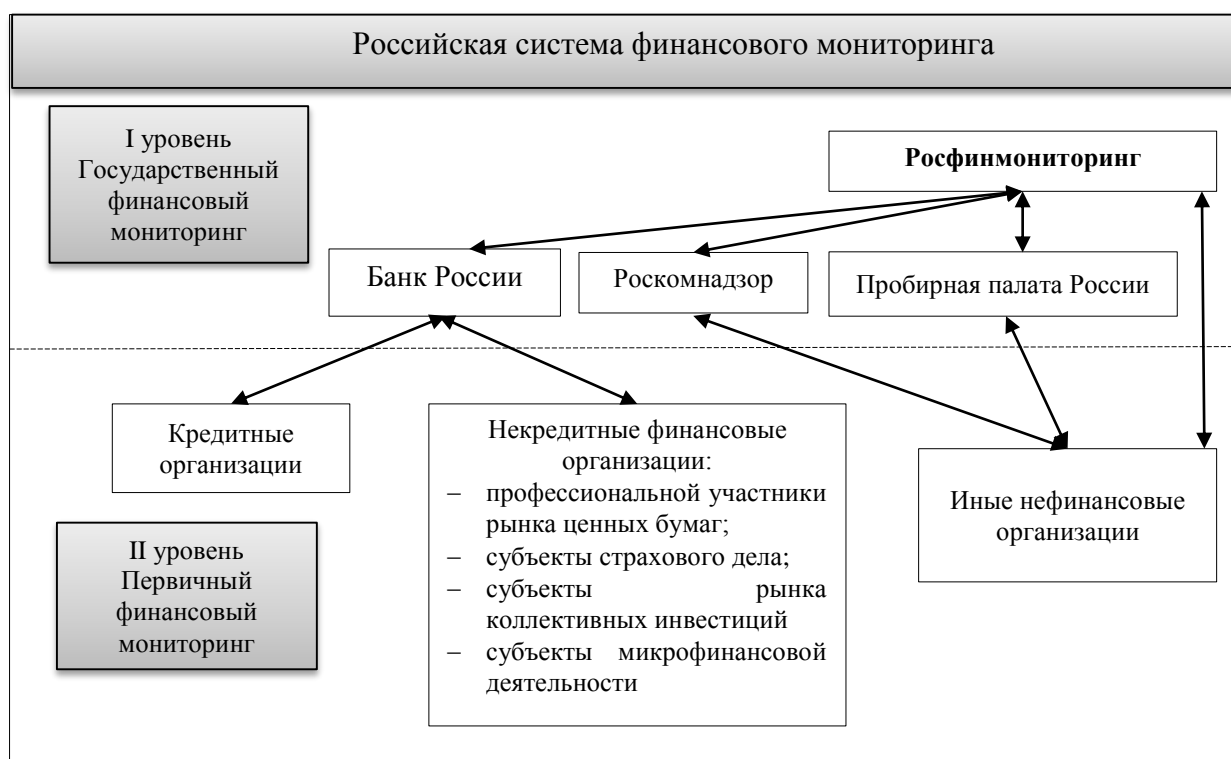 Российская система финансового мониторинга
I уровень
Государственный
финансовый
мониторинг
Росфинмониторинг
Банк России
Роскомнадзор
Пробирная палата России
Кредитные
организации
Некредитные финансовые
организации:
− профессиональной участники
рынка ценных бумаг;
− субъекты страхового дела;
− субъекты рынка
коллективных инвестиций
− субъекты микрофинансовой
деятельности
Иные нефинансовые
организации
II уровень
Первичный
финансовый
мониторинг